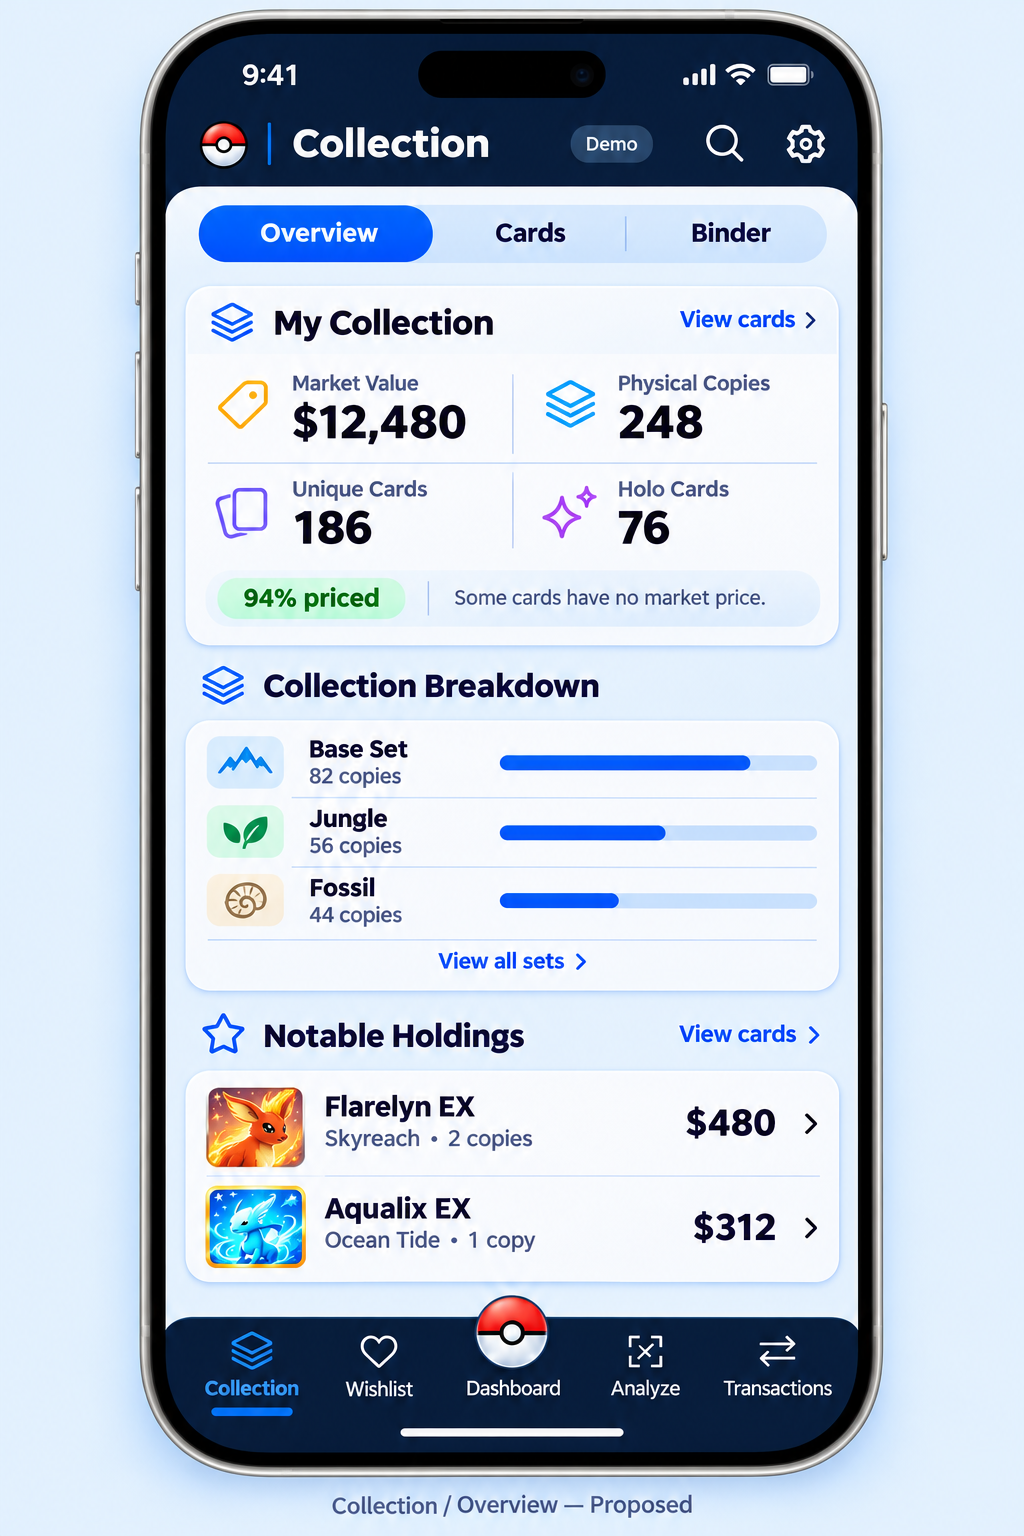 9:41
Collection
Demo
Overview
Cards
Binder
My Collection
View cards
Market Value
$12,480
Physical Copies
248
Unique Cards
186
Holo Cards
76
94% priced
Some cards have no market price.
Collection Breakdown
Base Set
82 copies
Jungle
56 copies
Fossil
44 copies
View all sets
Notable Holdings
View cards
Flarelyn EX
Skyreach • 2 copies
$480
Aqualix EX
Ocean Tide • 1 copy
$312
Collection
Wishlist
Dashboard
Analyze
Transactions
Collection / Overview — Proposed